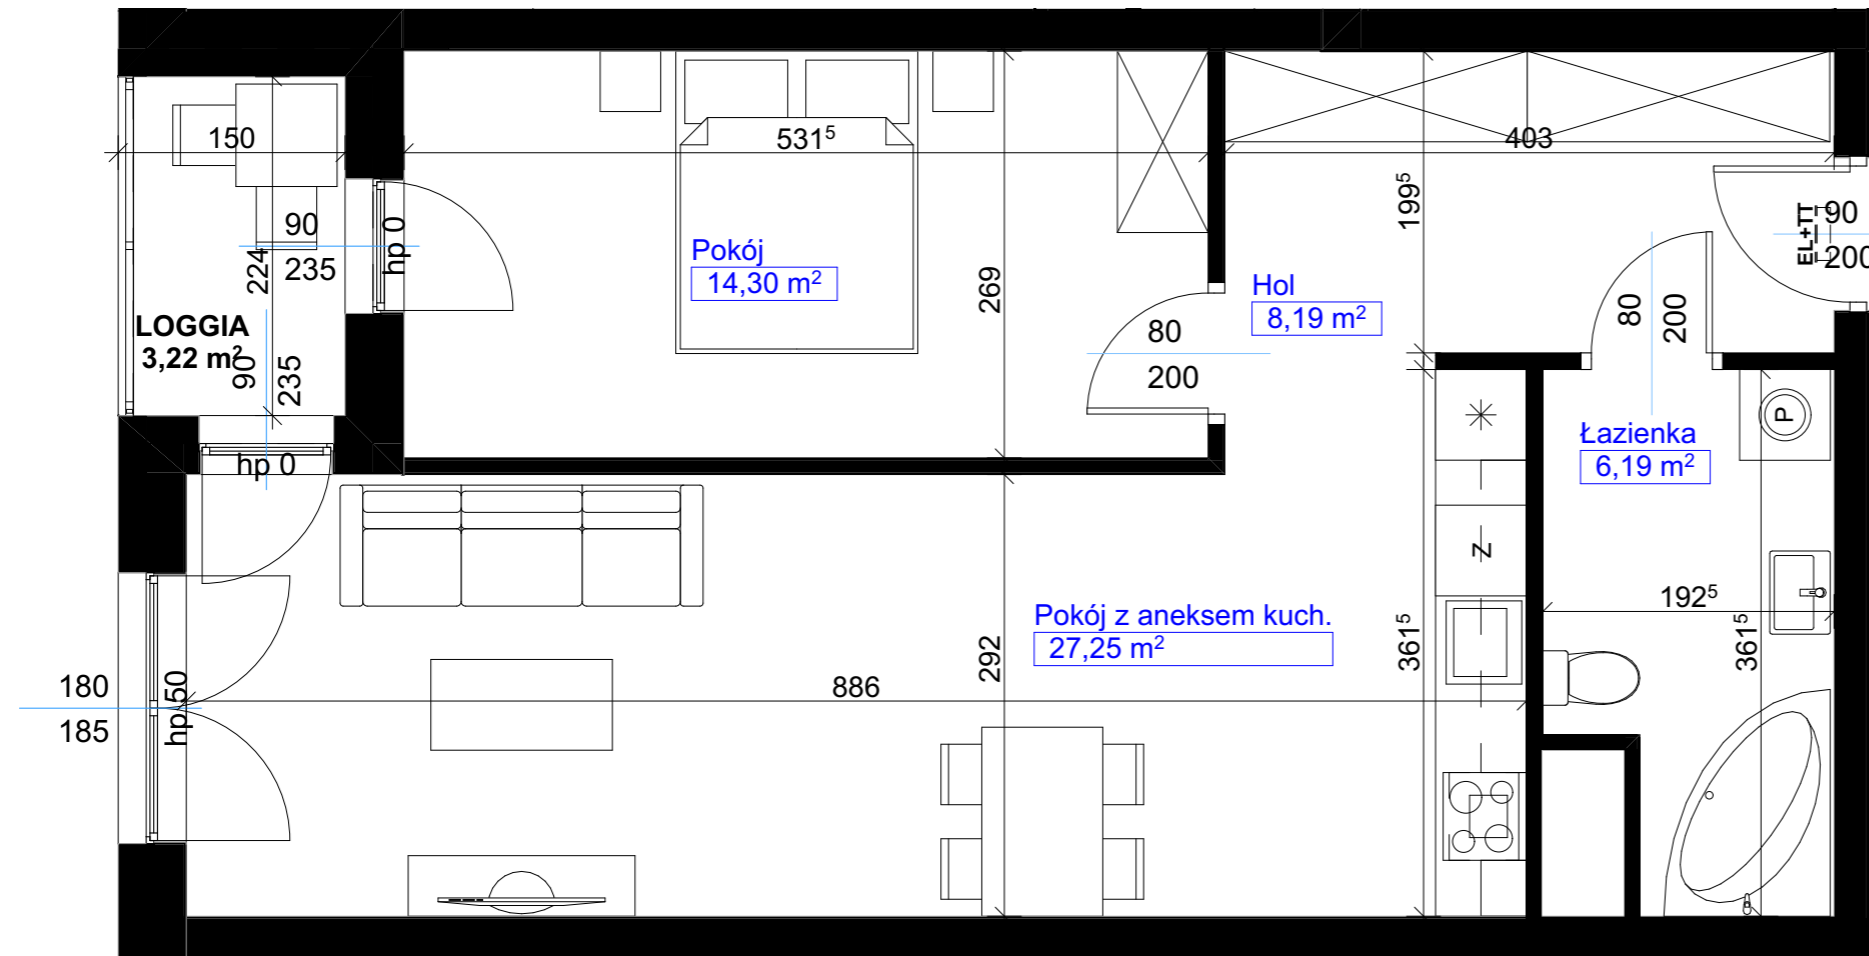 150
531⁵
403
199⁵
EL+TT
90
200
90
235
hp 0
224
Pokój
14,30 m²
269
Hol
8,19 m²
80
200
80
200
LOGGIA
3,22 m²
90
235
hp 0
P
Łazienka
6,19 m²
Z
192⁵
361⁵
361⁵
Pokój z aneksem kuch.
27,25 m²
292
886
180
185
hp 50